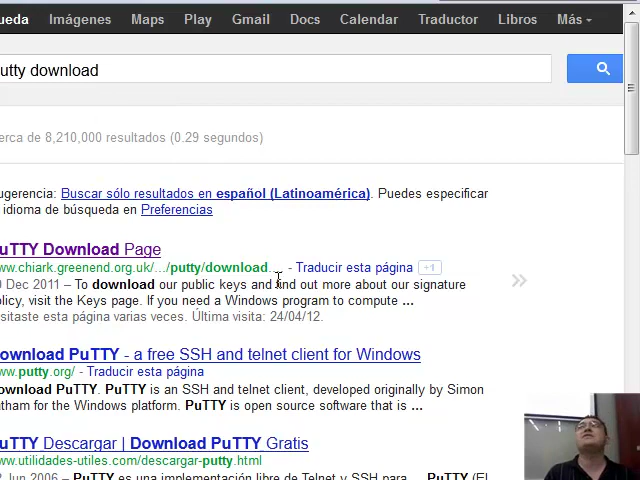 ueda Imágenes Maps Play Gmail Docs Calendar Traductor Libros Más
utty download
erca de 8,210,000 resultados (0.29 segundos)
ugerencia: Buscar sólo resultados en español (Latinoamérica). Puedes especificar
idioma de búsqueda en Preferencias
uTTY Download Page
ww.chiark.greenend.org.uk/.../putty/download... - Traducir esta página +1
Dec 2011 – To download our public keys and find out more about our signature
olicy, visit the Keys page. If you need a Windows program to compute ...
sitaste esta página varias veces. Última visita: 24/04/12.
ownload PuTTY - a free SSH and telnet client for Windows
ww.putty.org/ - Traducir esta página
ownload PuTTY. PuTTY is an SSH and telnet client, developed originally by Simon
tham for the Windows platform. PuTTY is open source software that is ...
uTTY Descargar | Download PuTTY Gratis
ww.utilidades-utiles.com/descargar-putty.html
Jun 2006 – PuTTY es una implementación libre de Telnet y SSH para ... PuTTY (El